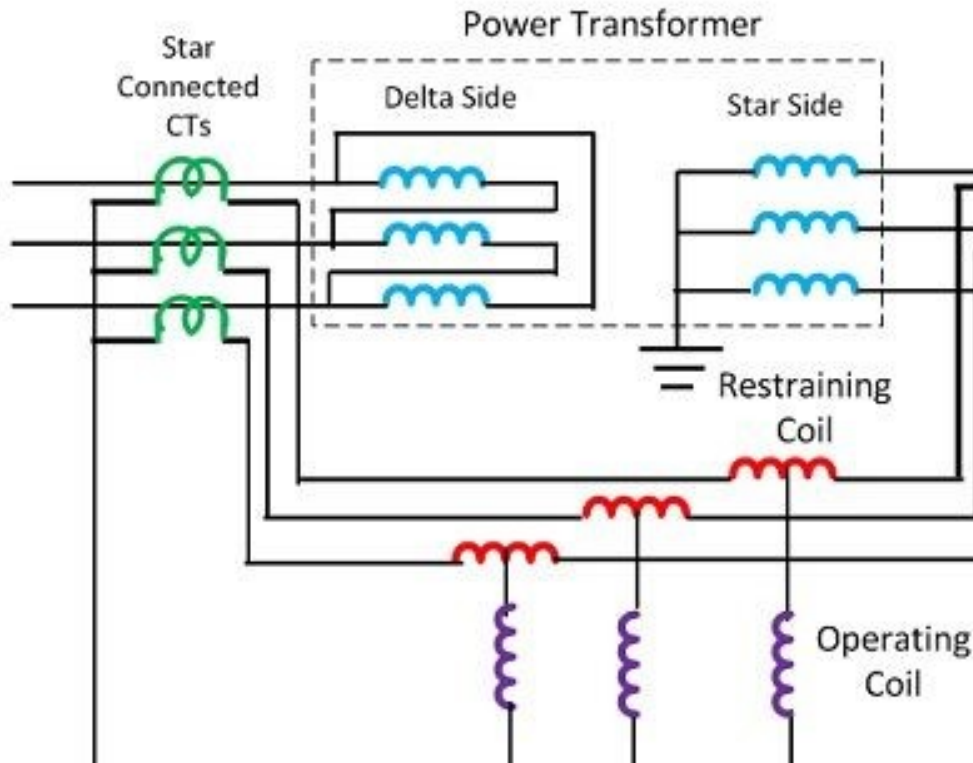 Power Transformer
Star
Connected
CTs
Delta Side
Star Side
Restraining
Coil
Operating
Coil